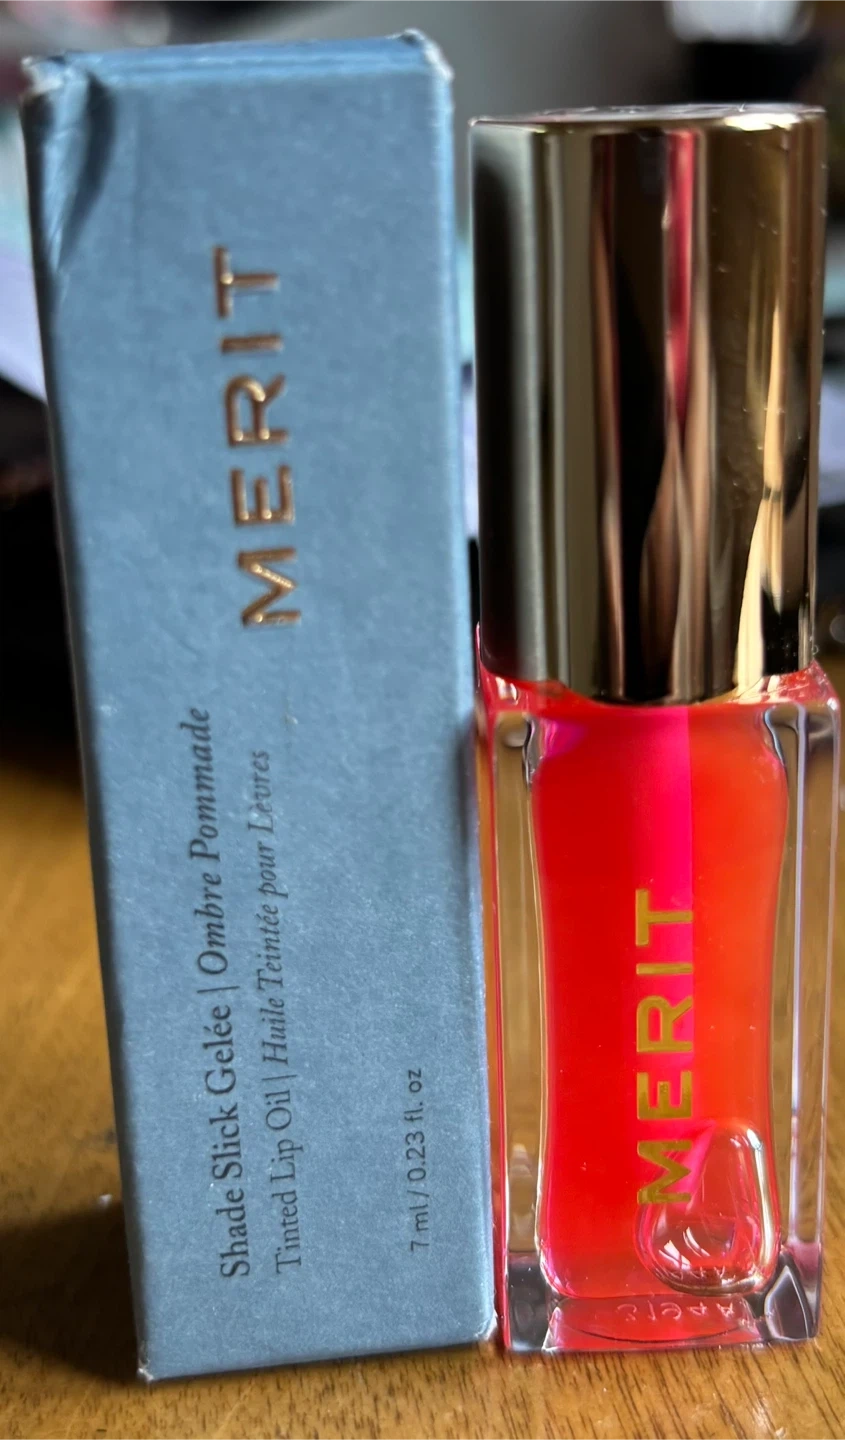 MERIT
Shade Slick Gelée | Ombre Pommade
Tinted Lip Oil | Huile Teintée pour Lèvres
7 ml / 0.23 fl. oz
MERIT